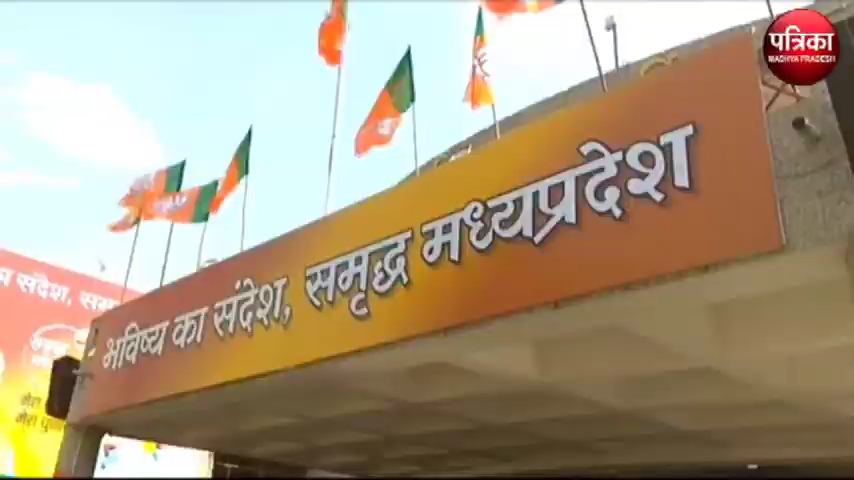 पत्रिका
MADHYA PRADESH
भविष्य का संदेश, समृद्ध मध्यप्रदेश
संदेश,
मेरा